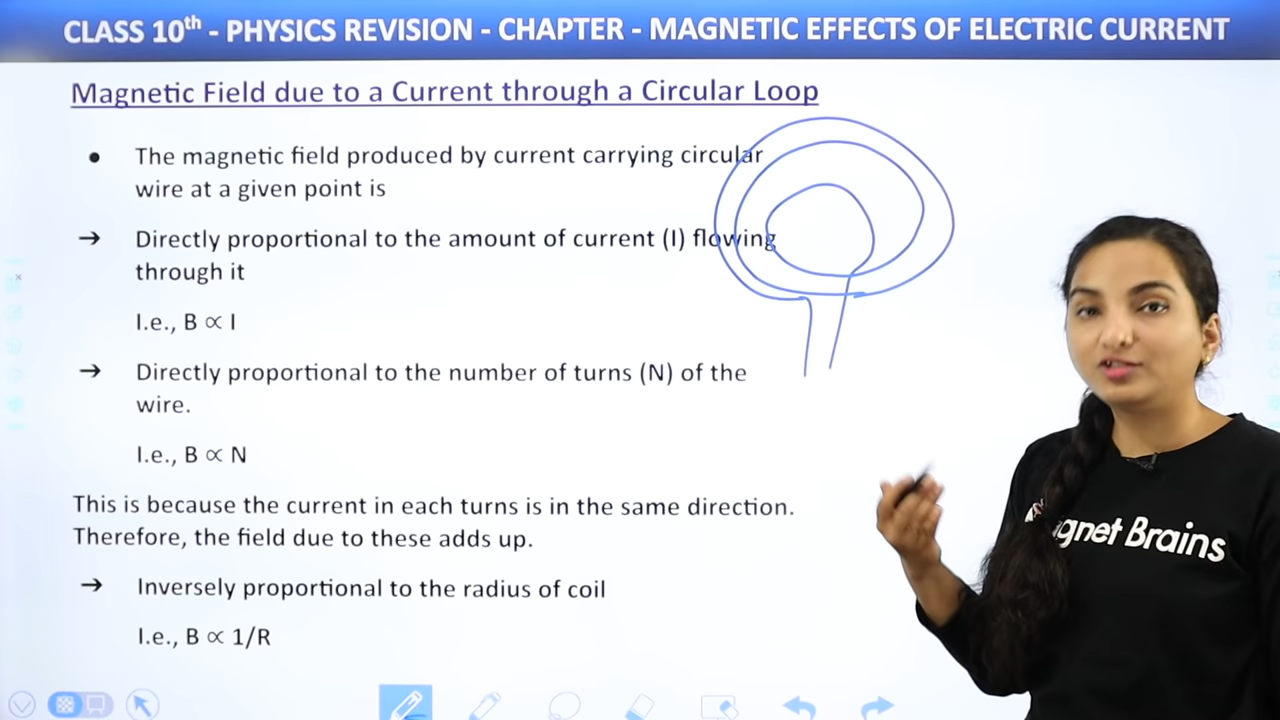 CLASS 10th - PHYSICS REVISION - CHAPTER - MAGNETIC EFFECTS OF ELECTRIC CURRENT
Magnetic Field due to a Current through a Circular Loop
● The magnetic field produced by current carrying circular
wire at a given point is
→ Directly proportional to the amount of current (I) flowing
through it
I.e., B ∝ I
→ Directly proportional to the number of turns (N) of the
wire.
I.e., B ∝ N
This is because the current in each turns is in the same direction.
Therefore, the field due to these adds up.
→ Inversely proportional to the radius of coil
I.e., B ∝ 1/R
gnet Brains